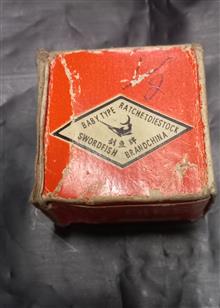 BABY TYPE RATCHETDIESTOCK
剑鱼牌
SWORDFISH BRANDCHINA